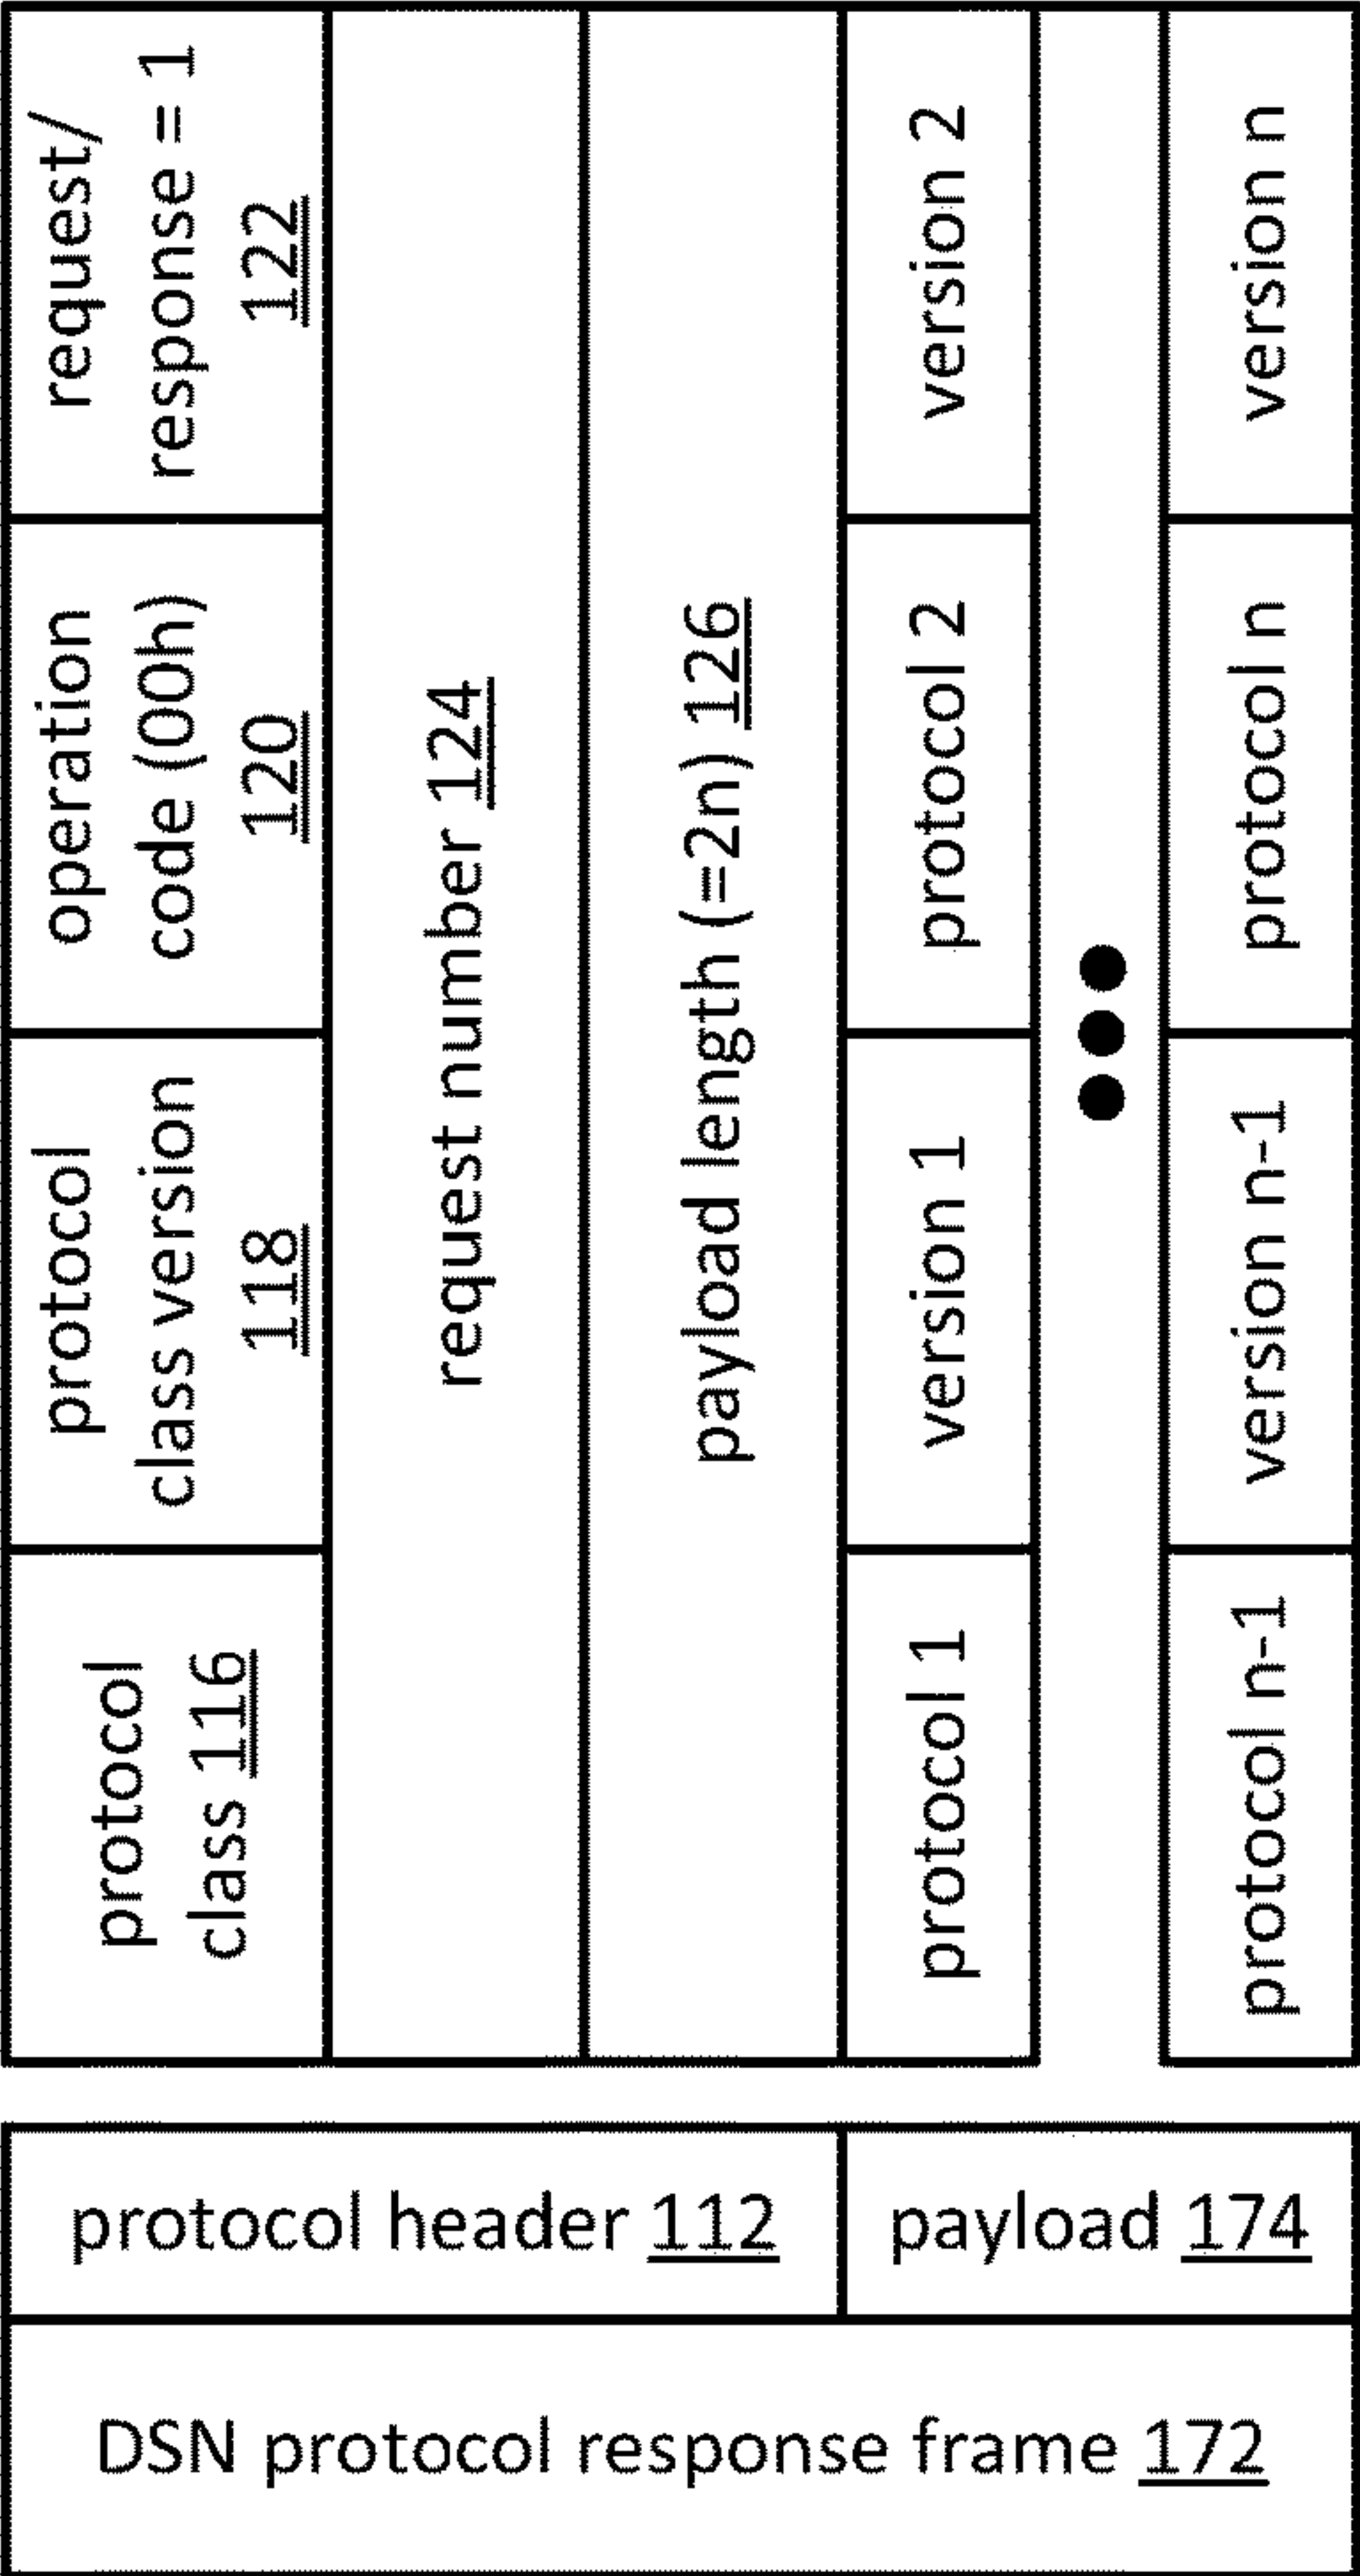 protocol
class 116
protocol
class version
118
operation
code (00h)
120
request/
response = 1
122
request number 124
payload length (=2n) 126
protocol 1
version 1
protocol 2
version 2
protocol n-1
version n-1
protocol n
version n
protocol header 112
payload 174
DSN protocol response frame 172